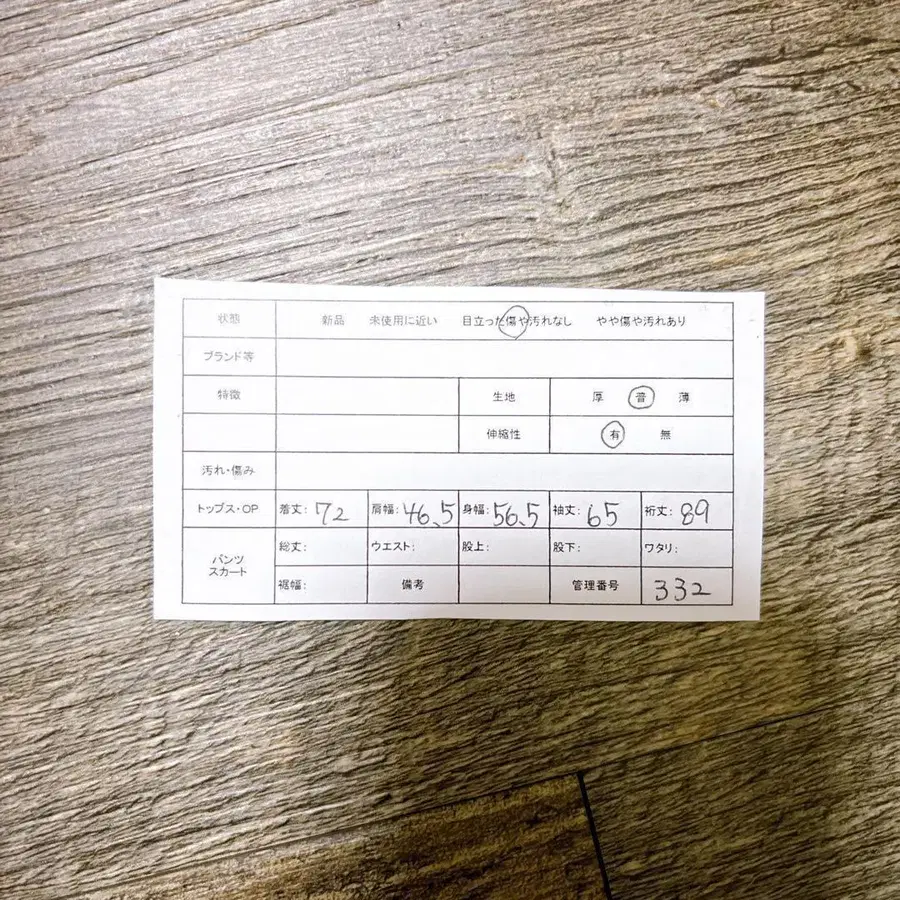 状態 新品 未使用に近い 目立った傷や汚れなし やや傷や汚れあり
ブランド等
特徴 生地 厚 普 薄
伸縮性 有 無
汚れ・傷み
トップス・OP 着丈: 72 肩幅: 46.5 身幅: 56.5 袖丈: 65 裄丈: 89
パンツ スカート 総丈: ウエスト: 股上: 股下: ワタリ:
裾幅: 備考 管理番号 332